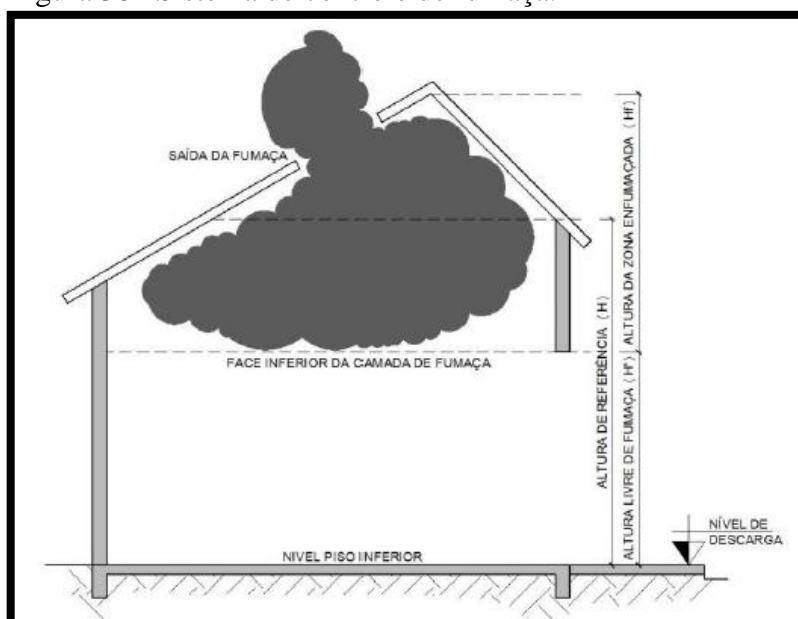 SAÍDA DA FUMAÇA
FACE INFERIOR DA CAMADA DE FUMAÇA
NIVEL PISO INFERIOR
ALTURA DE REFERÊNCIA ( H )
ALTURA DA ZONA ENFUMAÇADA ( Hf )
ALTURA LIVRE DE FUMAÇA ( H' )
NÍVEL DE
DESCARGA